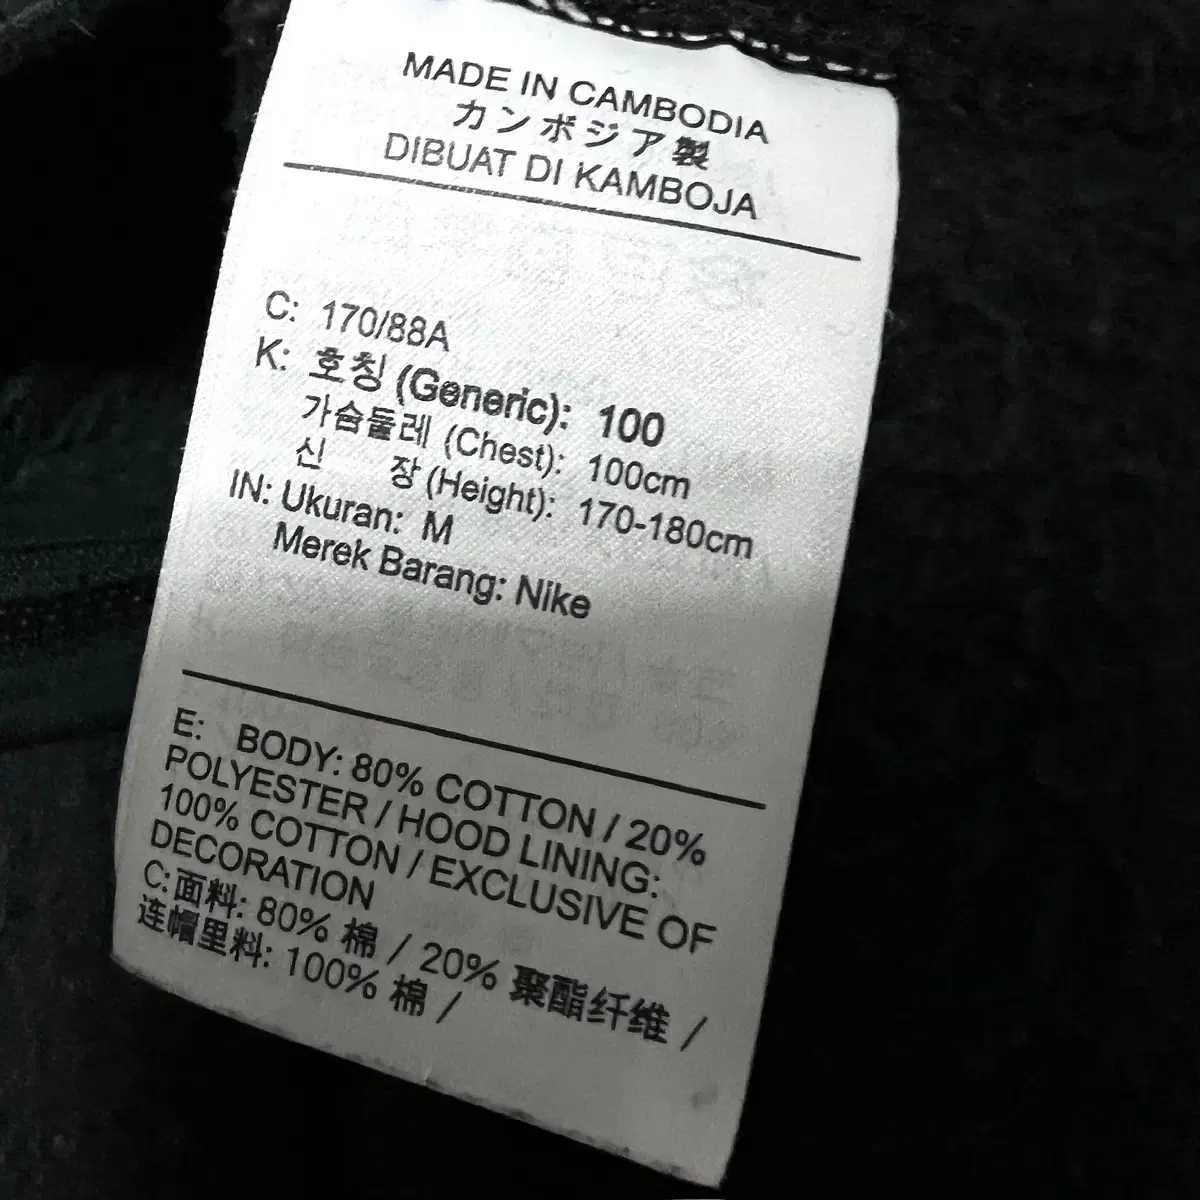 MADE IN CAMBODIA
カンボジア製
DIBUAT DI KAMBOJA
C: 170/88A
K: 호칭 (Generic): 100
가슴둘레 (Chest): 100cm
신 장 (Height): 170-180cm
IN: Ukuran: M
Merek Barang: Nike
E: BODY: 80% COTTON / 20%
POLYESTER / HOOD LINING:
100% COTTON / EXCLUSIVE OF
DECORATION
C: 面料: 80% 棉 / 20% 聚酯纤维 /
连帽里料: 100% 棉 /